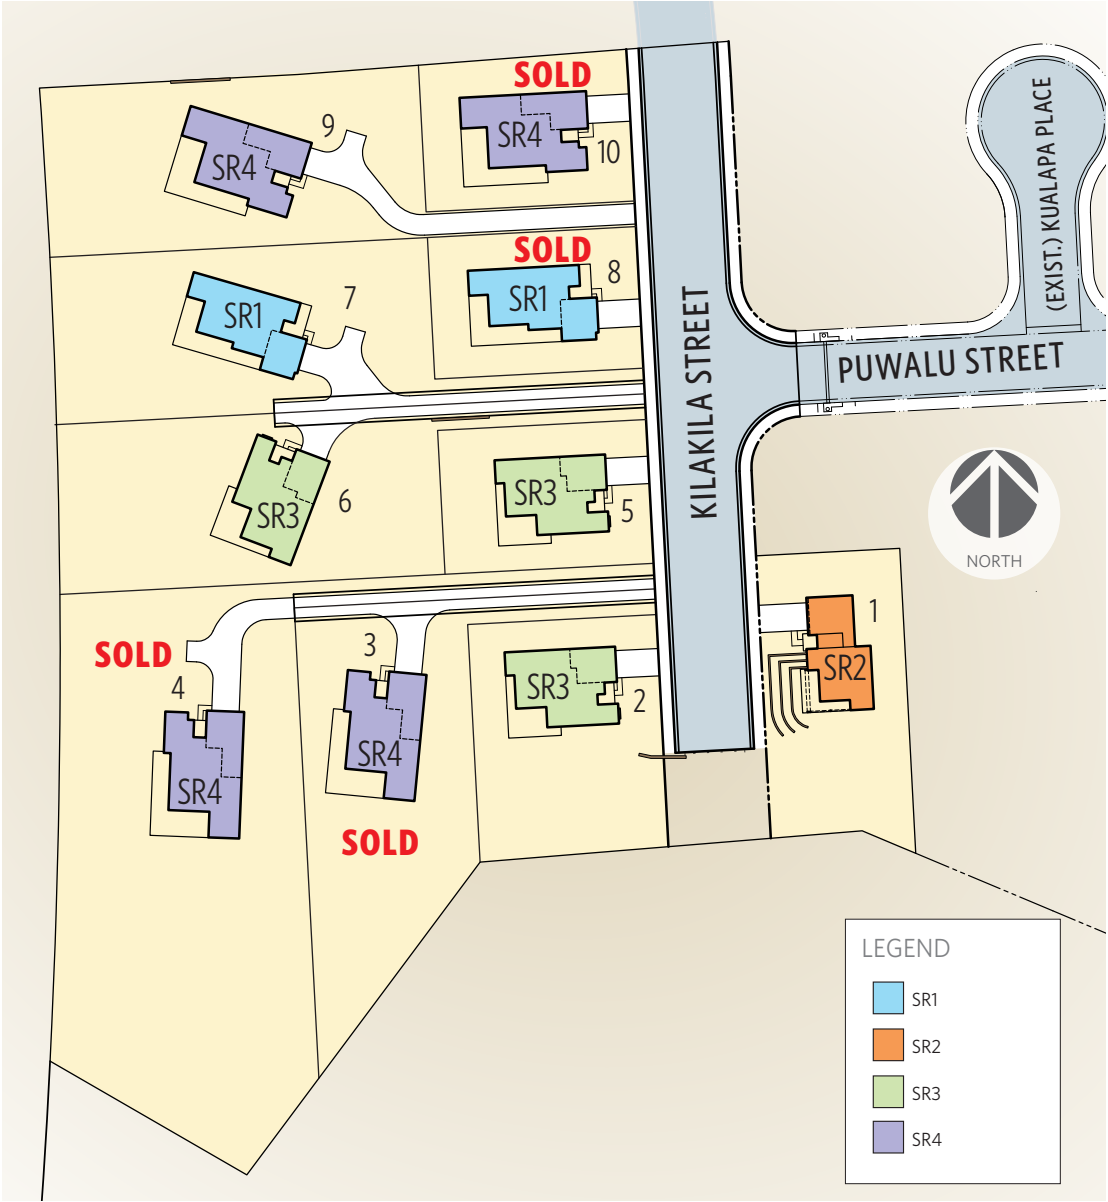 SOLD
9
SR4
SR4
10
SOLD
8
7
SR1
SR1
KILAKILA STREET
PUWALU STREET
(EXIST.) KUALAPA PLACE
SR3
6
SR3
5
NORTH
SOLD
4
3
SR3
2
1
SR2
SR4
SR4
SOLD
LEGEND
SR1
SR2
SR3
SR4